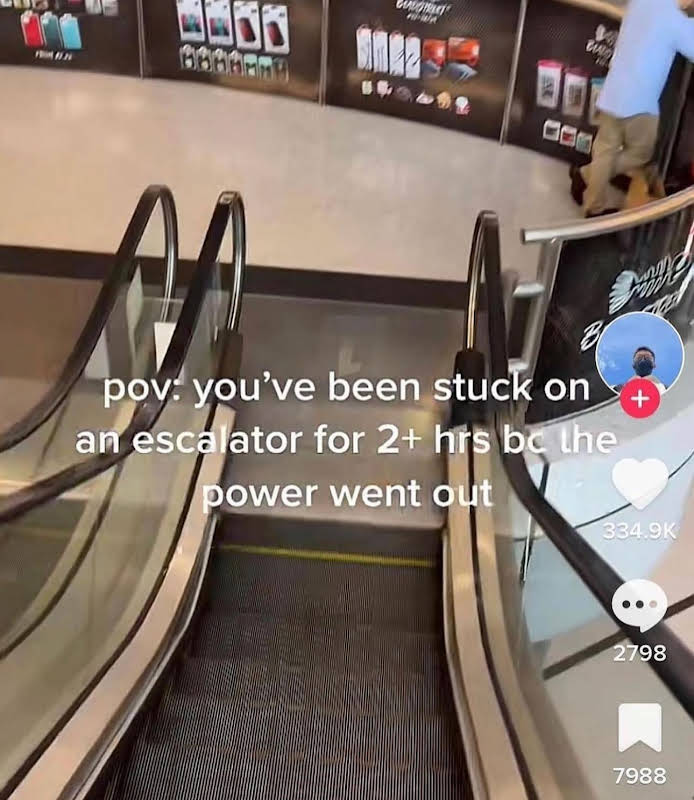 pov: you've been stuck on
an escalator for 2+ hrs bc the
power went out
334.9K
2798
7988